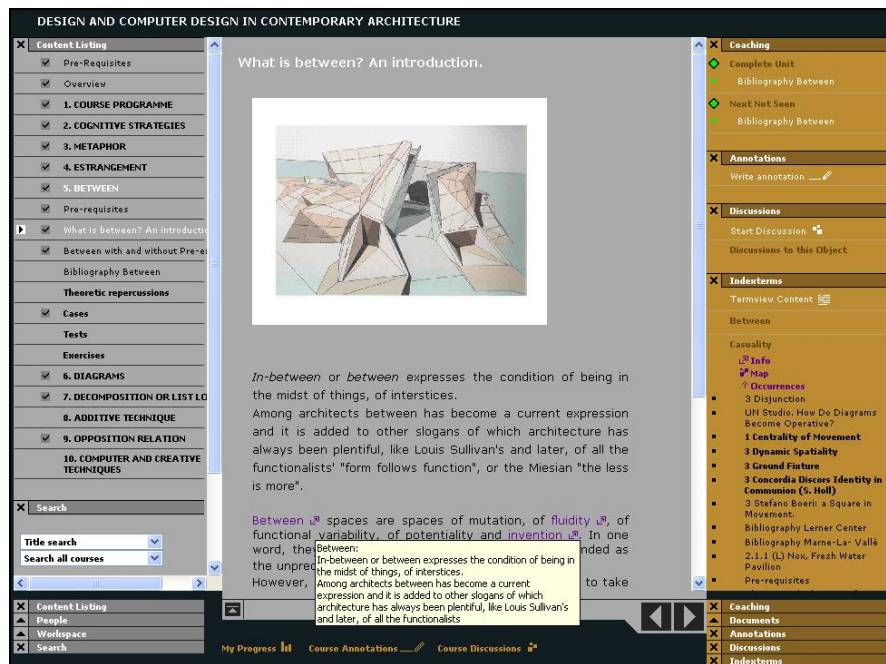 DESIGN AND COMPUTER DESIGN IN CONTEMPORARY ARCHITECTURE
Content Listing
Pre-Requisites
Overview
1. COURSE PROGRAMME
2. COGNITIVE STRATEGIES
3. METAPHOR
4. ESTRANGEMENT
5. BETWEEN
Pre-requisites
What is between? An introductio
Between with and without Pre-e
Bibliography Between
Theoretic repercussions
Cases
Tests
Exercises
6. DIAGRAMS
7. DECOMPOSITION OR LIST LO
8. ADDITIVE TECHNIQUE
9. OPPOSITION RELATION
10. COMPUTER AND CREATIVE
TECHNIQUES
Search
Title search
Search all courses
Content Listing
People
Workspace
Search
What is between? An introduction.
In-between or between expresses the condition of being in
the midst of things, of interstices.
Among architects between has become a current expression
and it is added to other slogans of which architecture has
always been plentiful, like Louis Sullivan's and later, of all the
functionalists' "form follows function", or the Miesian "the less
is more".
Between spaces are spaces of mutation, of fluidity, of
functional variability, of potentiality and invention. In one
word, the nded as
the unpred
However, to take
Between:
In-between or between expresses the condition of being in
the midst of things, of interstices.
Among architects between has become a current
expression and it is added to other slogans of which
architecture has always been plentiful, like Louis Sullivan's
and later, of all the functionalists
My Progress
Course Annotations
Course Discussions
Coaching
Complete Unit
Bibliography Between
Next Not Seen
Bibliography Between
Annotations
Write annotation
Discussions
Start Discussion
Discussions to this Object
Indexterms
Termview Content
Between
Casuality
Info
Map
Occurrences
3 Disjunction
UN Studio. How Do Diagrams
Become Operative?
1 Centrality of Movement
3 Dynamic Spatiality
3 Ground Fixture
3 Concordia Discors Identity in
Communion (S. Holl)
3 Stefano Boeri: a Square in
Movement.
Bibliography Lerner Center
Bibliography Marne-La- Vallè
2.1.1 (L) Nox, Fresh Water
Pavilion
Pre-requisites
Coaching
Documents
Annotations
Discussions
Indexterms